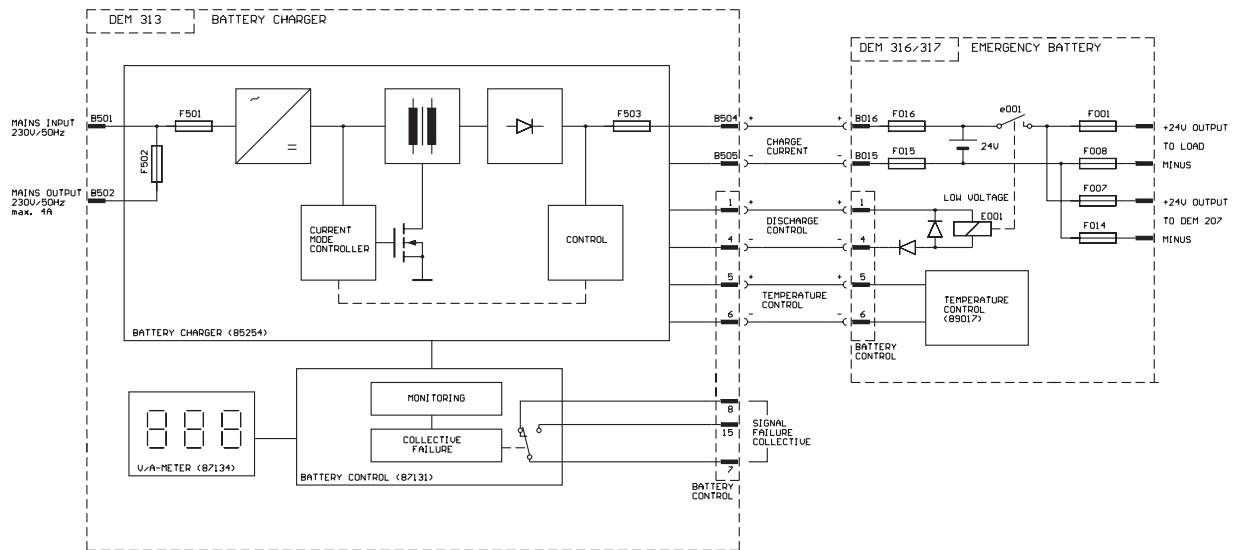 DEM 313 BATTERY CHARGER
DEM 316/317 EMERGENCY BATTERY
MAINS INPUT
230V/50Hz
B501
F501
F502
MAINS OUTPUT
230V/50Hz
max. 4A
B502
~
=
F503
CURRENT
MODE
CONTROLLER
CONTROL
BATTERY CHARGER (85254)
B504
+
+
B016
F016
CHARGE
CURRENT
B505
-
-
B015
F015
24V
e001
F001
+24V OUTPUT
TO LOAD
F008
MINUS
F007
+24V OUTPUT
TO DEM 207
F014
MINUS
1
+
+
1
DISCHARGE
CONTROL
4
-
-
4
LOW VOLTAGE
E001
5
+
+
5
TEMPERATURE
CONTROL
6
-
-
6
TEMPERATURE
CONTROL
(89017)
BATTERY
CONTROL
MONITORING
COLLECTIVE
FAILURE
V/A-METER (87134)
BATTERY CONTROL (87131)
8
15
7
SIGNAL
FAILURE
COLLECTIVE
BATTERY
CONTROL